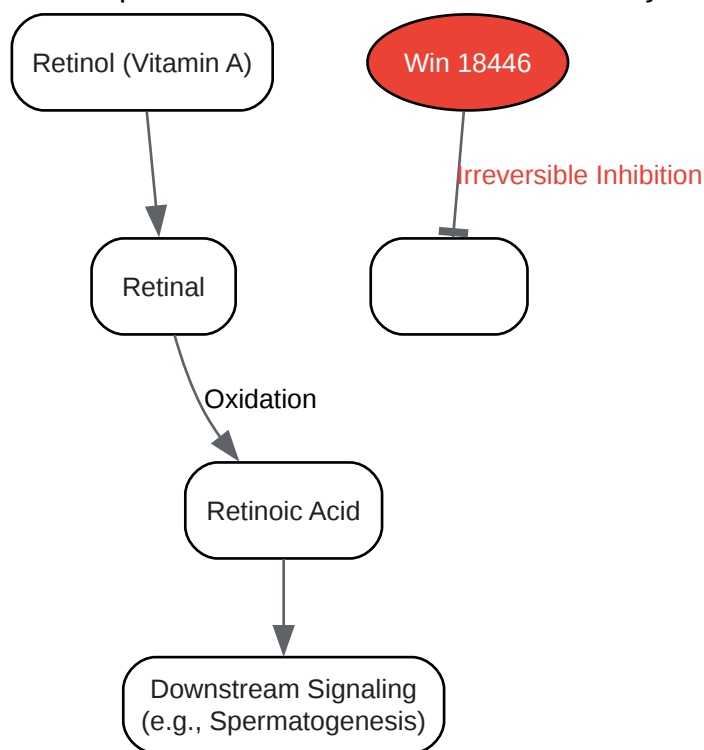 Retinol (Vitamin A)
Win 18446
Irreversible Inhibition
Retinal
Oxidation
Retinoic Acid
Downstream Signaling
(e.g., Spermatogenesis)